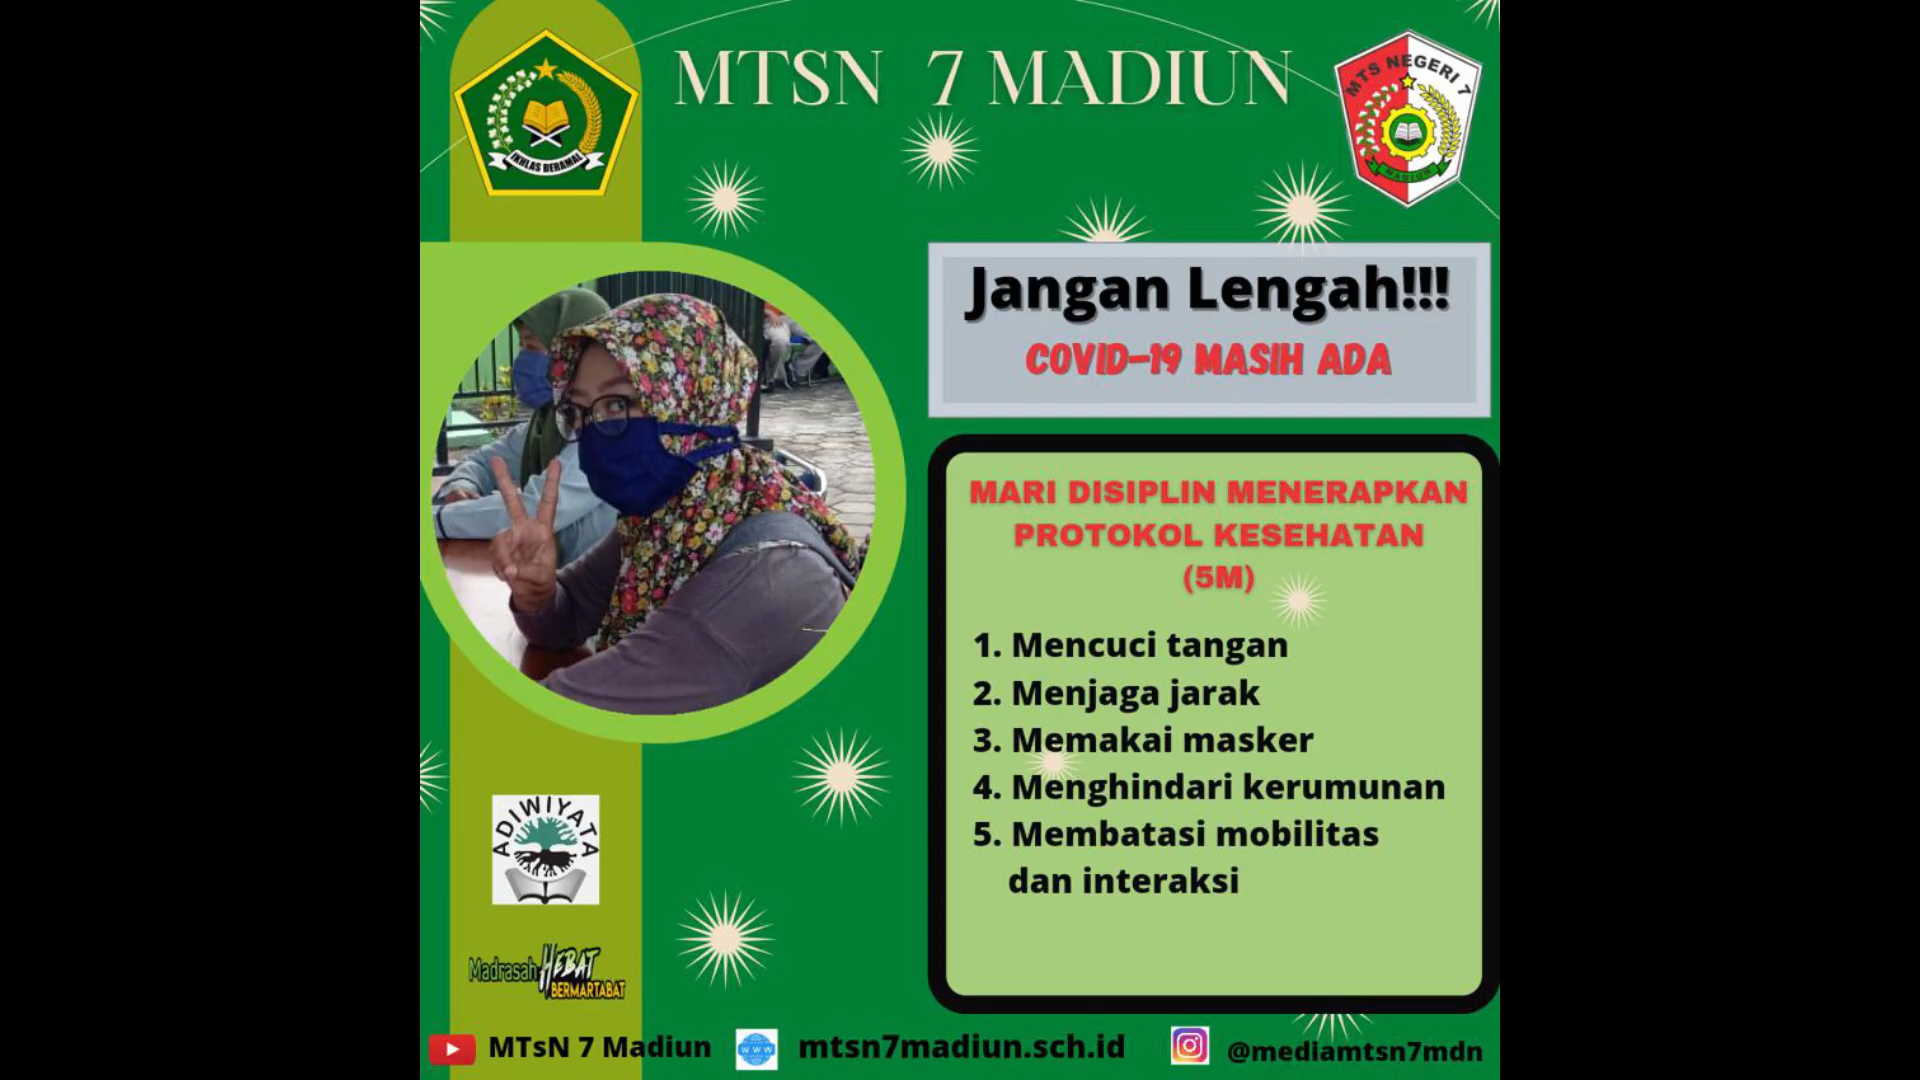 IKHLAS BERAMAL
MTSN 7 MADIUN
MTS NEGERI 7
MADIUN
Jangan Lengah!!!
COVID-19 MASIH ADA
MARI DISIPLIN MENERAPKAN
PROTOKOL KESEHATAN
(5M)
1. Mencuci tangan
2. Menjaga jarak
3. Memakai masker
4. Menghindari kerumunan
5. Membatasi mobilitas
dan interaksi
ADIWIYATA
Madrasah HEBAT
BERMARTABAT
MTsN 7 Madiun
WWW
mtsn7madiun.sch.id
@mediamtsn7mdn